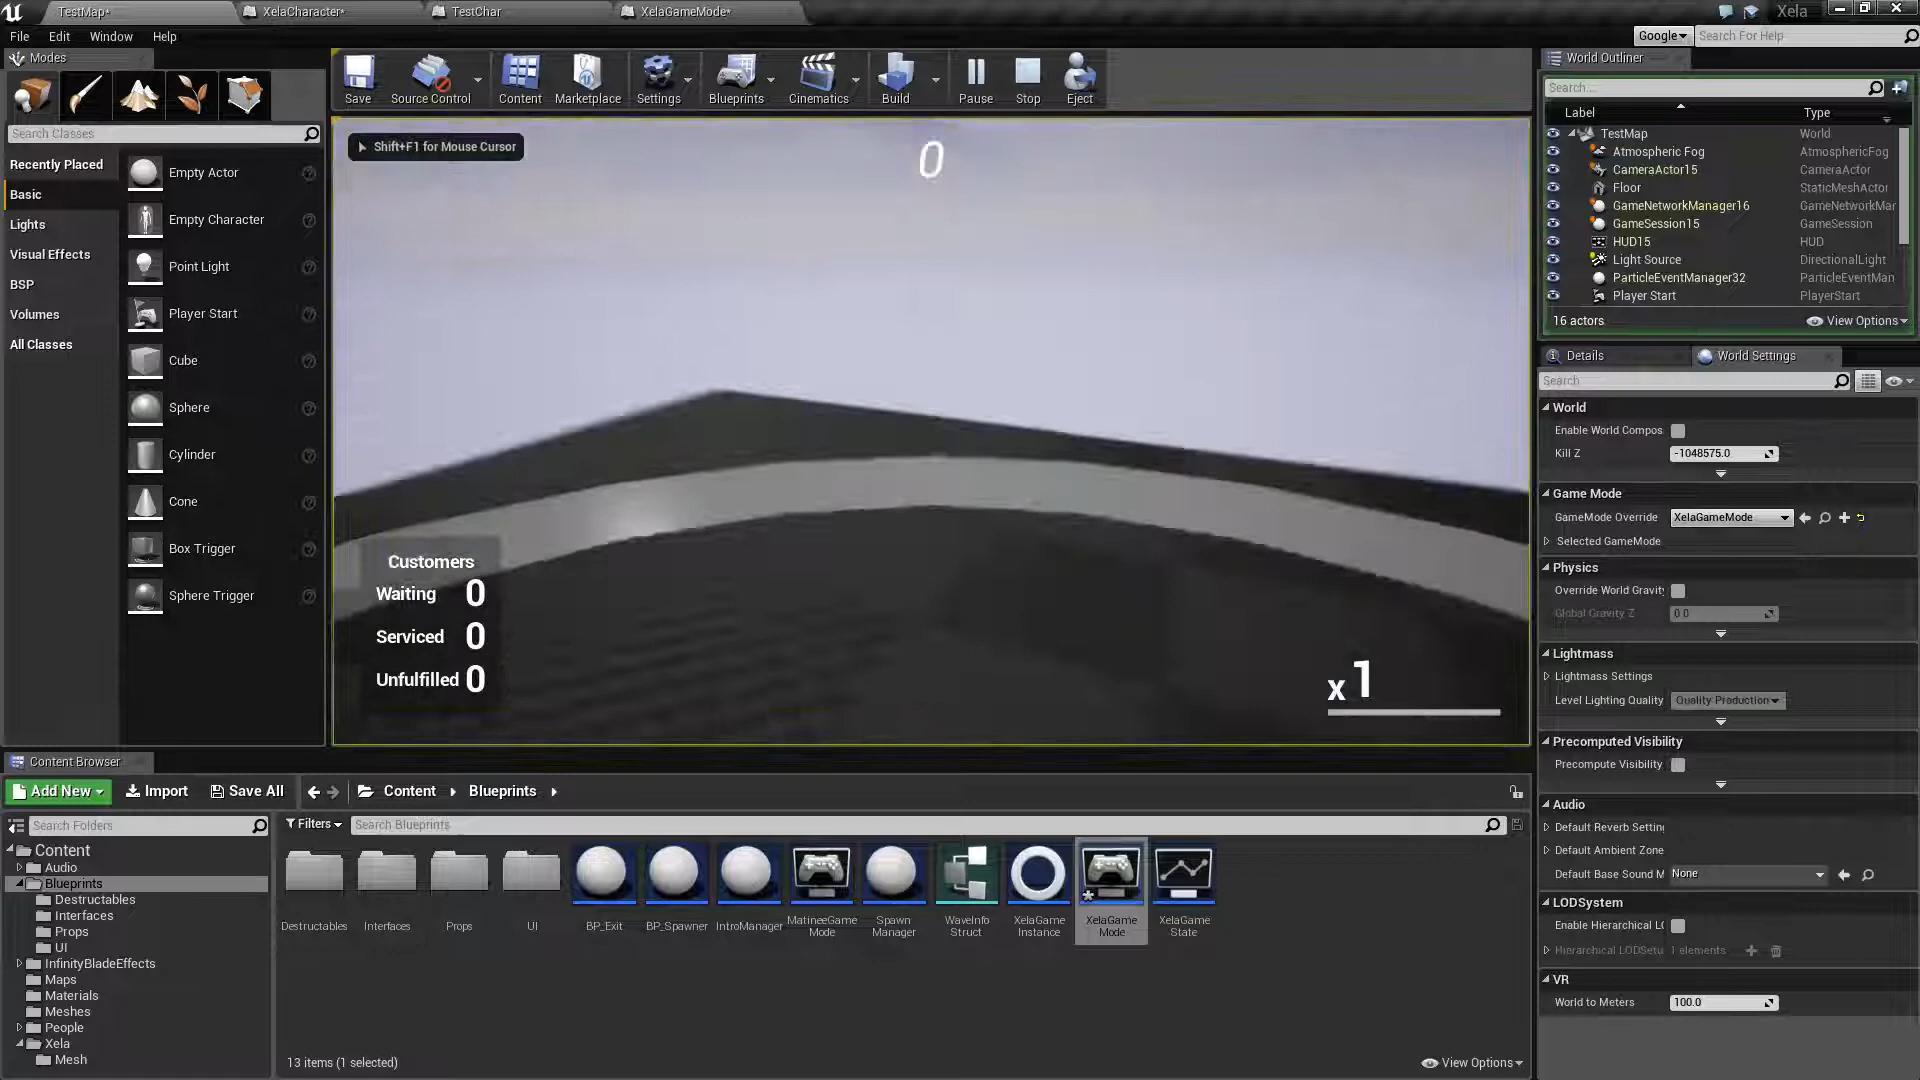 TestMap*
XelaCharacter*
TestChar
XelaGameMode*
Xela
File
Edit
Window
Help
Google
Search For Help
Modes
Search Classes
Recently Placed
Basic
Lights
Visual Effects
BSP
Volumes
All Classes
Empty Actor
Empty Character
Point Light
Player Start
Cube
Sphere
Cylinder
Cone
Box Trigger
Sphere Trigger
Save
Source Control
Content
Marketplace
Settings
Blueprints
Cinematics
Build
Pause
Stop
Eject
Shift+F1 for Mouse Cursor
0
Customers
Waiting 0
Serviced 0
Unfulfilled 0
x 1
World Outliner
Search...
Label Type
TestMap World
Atmospheric Fog AtmosphericFog
CameraActor15 CameraActor
Floor StaticMeshActor
GameNetworkManager16 GameNetworkMar
GameSession15 GameSession
HUD15 HUD
Light Source DirectionalLight
ParticleEventManager32 ParticleEventMan
Player Start PlayerStart
16 actors
View Options
Details
World Settings
Search
World
Enable World Compos
Kill Z -1048575.0
Game Mode
GameMode Override XelaGameMode
Selected GameMode
Physics
Override World Gravity
Global Gravity Z 0.0
Lightmass
Lightmass Settings
Level Lighting Quality Quality Production
Precomputed Visibility
Precompute Visibility
Audio
Default Reverb Setting
Default Ambient Zone
Default Base Sound M None
LODSystem
Enable Hierarchical LO
Hierarchical LODSetu 1 elements
VR
World to Meters 100.0
Content Browser
Add New
Import
Save All
Content
Blueprints
Search Folders
Filters
Search Blueprints
Content
Audio
Blueprints
Destructables
Interfaces
Props
UI
InfinityBladeEffects
Maps
Materials
Meshes
People
Xela
Mesh
Destructables
Interfaces
Props
UI
BP_Exit
BP_Spawner
IntroManager
MatineeGame
Mode
Spawn
Manager
WaveInfo
Struct
XelaGame
Instance
XelaGame
Mode
XelaGame
State
13 items (1 selected)
View Options